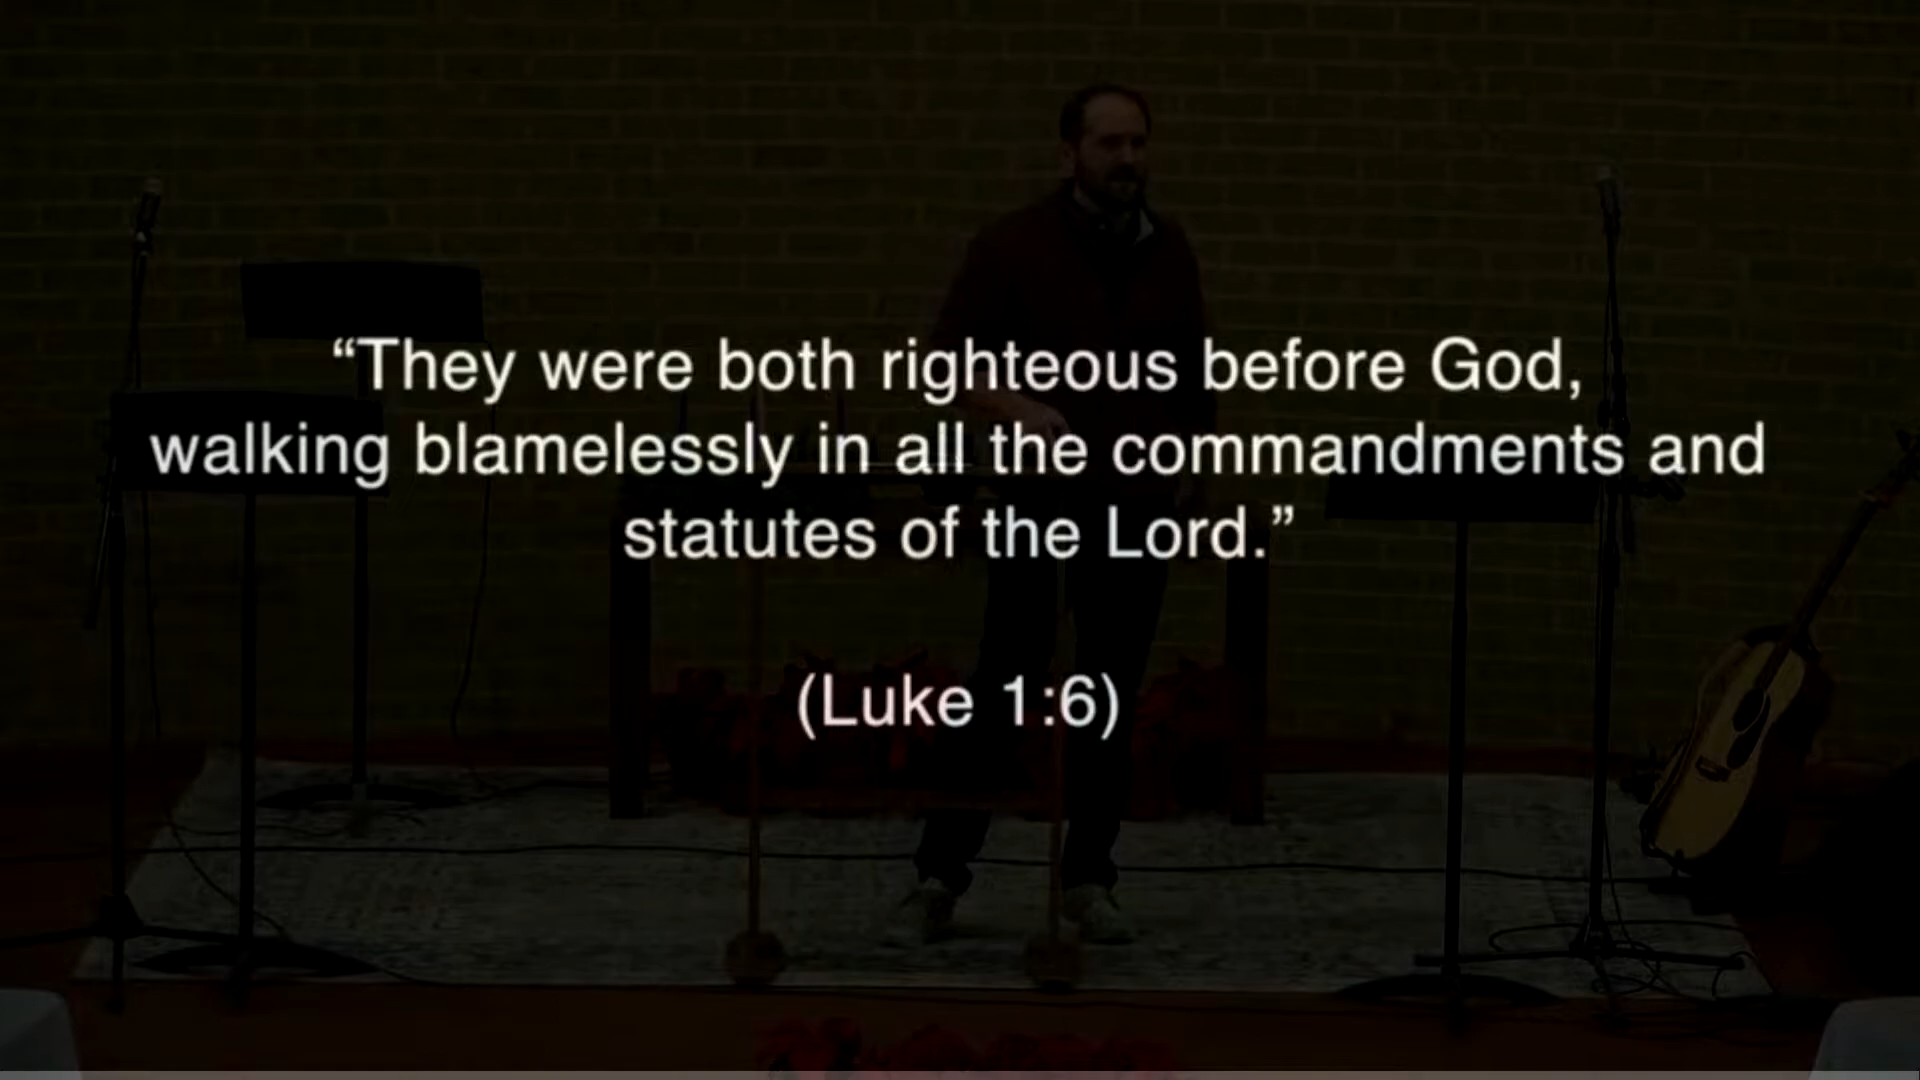 “They were both righteous before God,
walking blamelessly in all the commandments and
statutes of the Lord.”
(Luke 1:6)